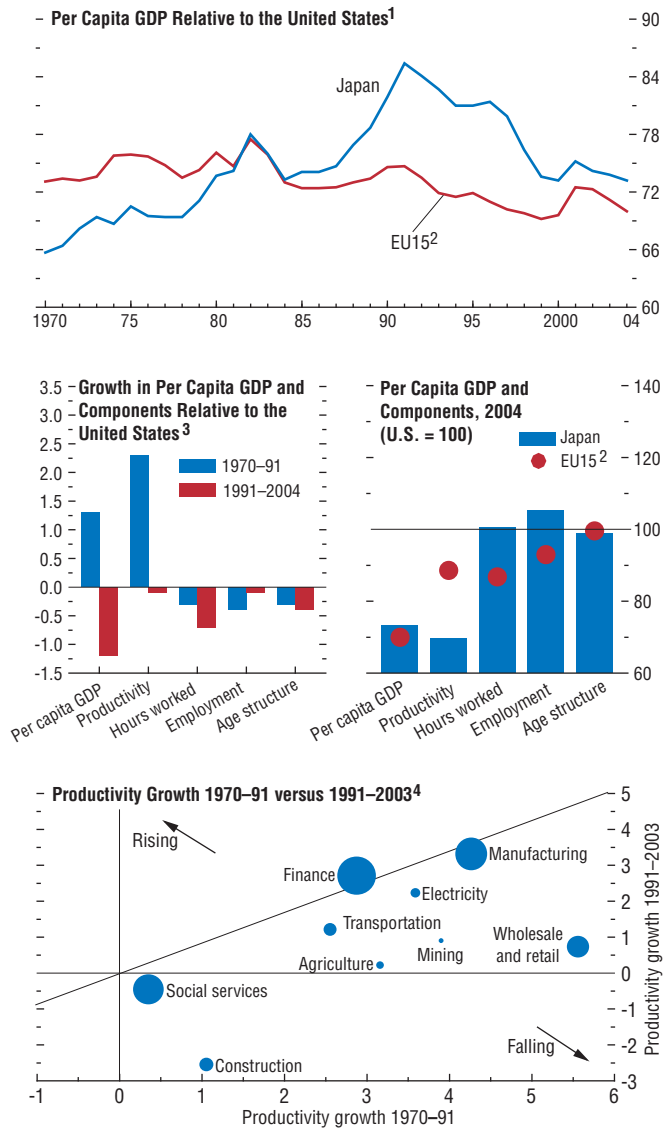 Per Capita GDP Relative to the United States¹
90
84
78
72
66
60
Japan
EU15²
1970 75 80 85 90 95 2000 04
Growth in Per Capita GDP and
Components Relative to the
United States³
3.5
3.0
2.5
2.0
1.5
1.0
0.5
0.0
-0.5
-1.0
-1.5
1970–91
1991–2004
Per capita GDP
Productivity
Hours worked
Employment
Age structure
Per Capita GDP and
Components, 2004
(U.S. = 100)
Japan
EU15²
140
120
100
80
60
Per capita GDP
Productivity
Hours worked
Employment
Age structure
Productivity Growth 1970–91 versus 1991–2003⁴
5
4
3
2
1
0
-1
-2
-3
Productivity growth 1991–2003
Rising
Finance
Manufacturing
Electricity
Transportation
Wholesale
and retail
Mining
Agriculture
Social services
Falling
Construction
-1 0 1 2 3 4 5 6
Productivity growth 1970–91